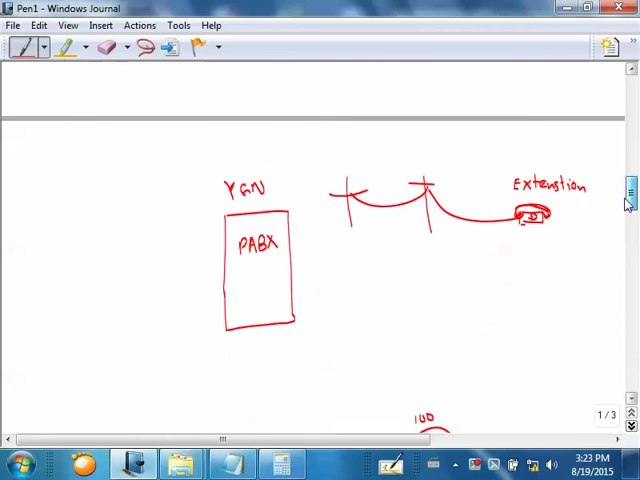 Pen1 - Windows Journal
File Edit View Insert Actions Tools Help
YGN
Extenstion
PABX
100
1 / 3
3:23 PM
8/19/2015